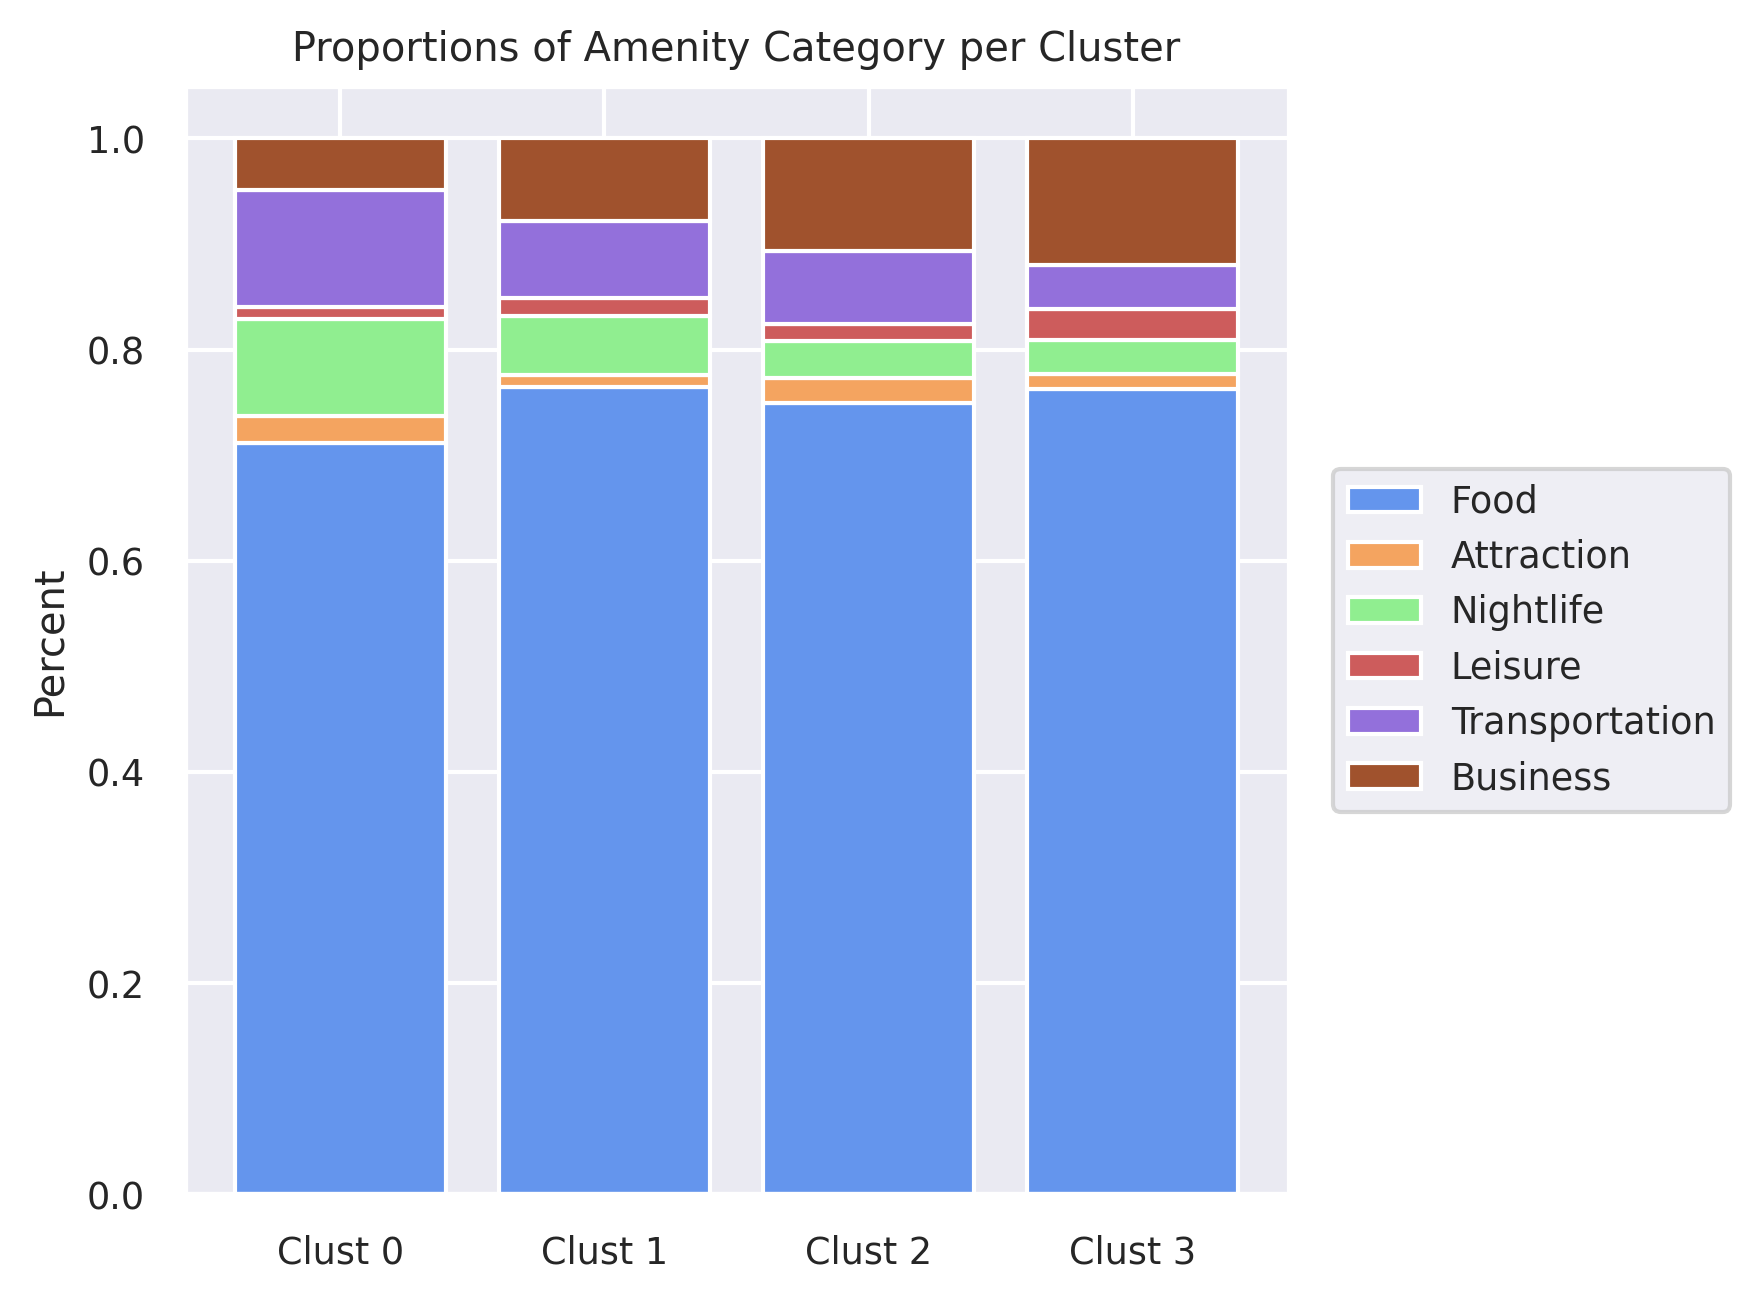 Proportions of Amenity Category per Cluster
Percent
1.0
0.8
0.6
0.4
0.2
0.0
Clust 0
Clust 1
Clust 2
Clust 3
Food
Attraction
Nightlife
Leisure
Transportation
Business